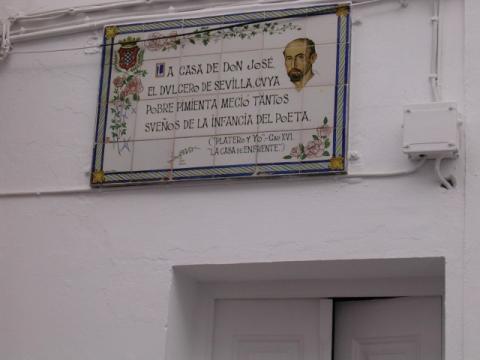 LA CASA DE DON JOSÉ,
EL DVLCERO DE SEVILLA, CVYA
POBRE PIMIENTA MECIÓ TANTOS
SVEÑOS DE LA INFANCIA DEL POETA.
("PLATERO Y YO"-CAP XVI.
"LA CASA DE ENFRENTE")